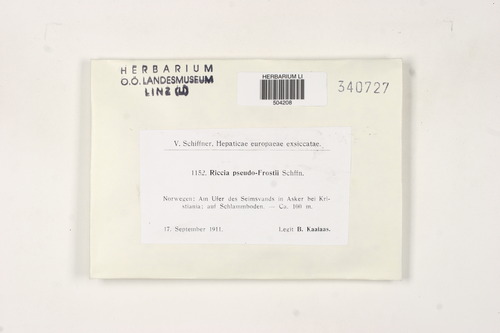 HERBARIUM
O.Ö. LANDESMUSEUM
LINZ (LI)
HERBARIUM LI
504208
340727
V. Schiffner, Hepaticae europaeae exsiccatae.
1152. Riccia pseudo-Frostii Schffn.
Norwegen: Am Ufer des Seimsvands in Asker bei Kri-
stiania; auf Schlammboden. — Ca. 100 m.
17. September 1911. Legit B. Kaalaas.